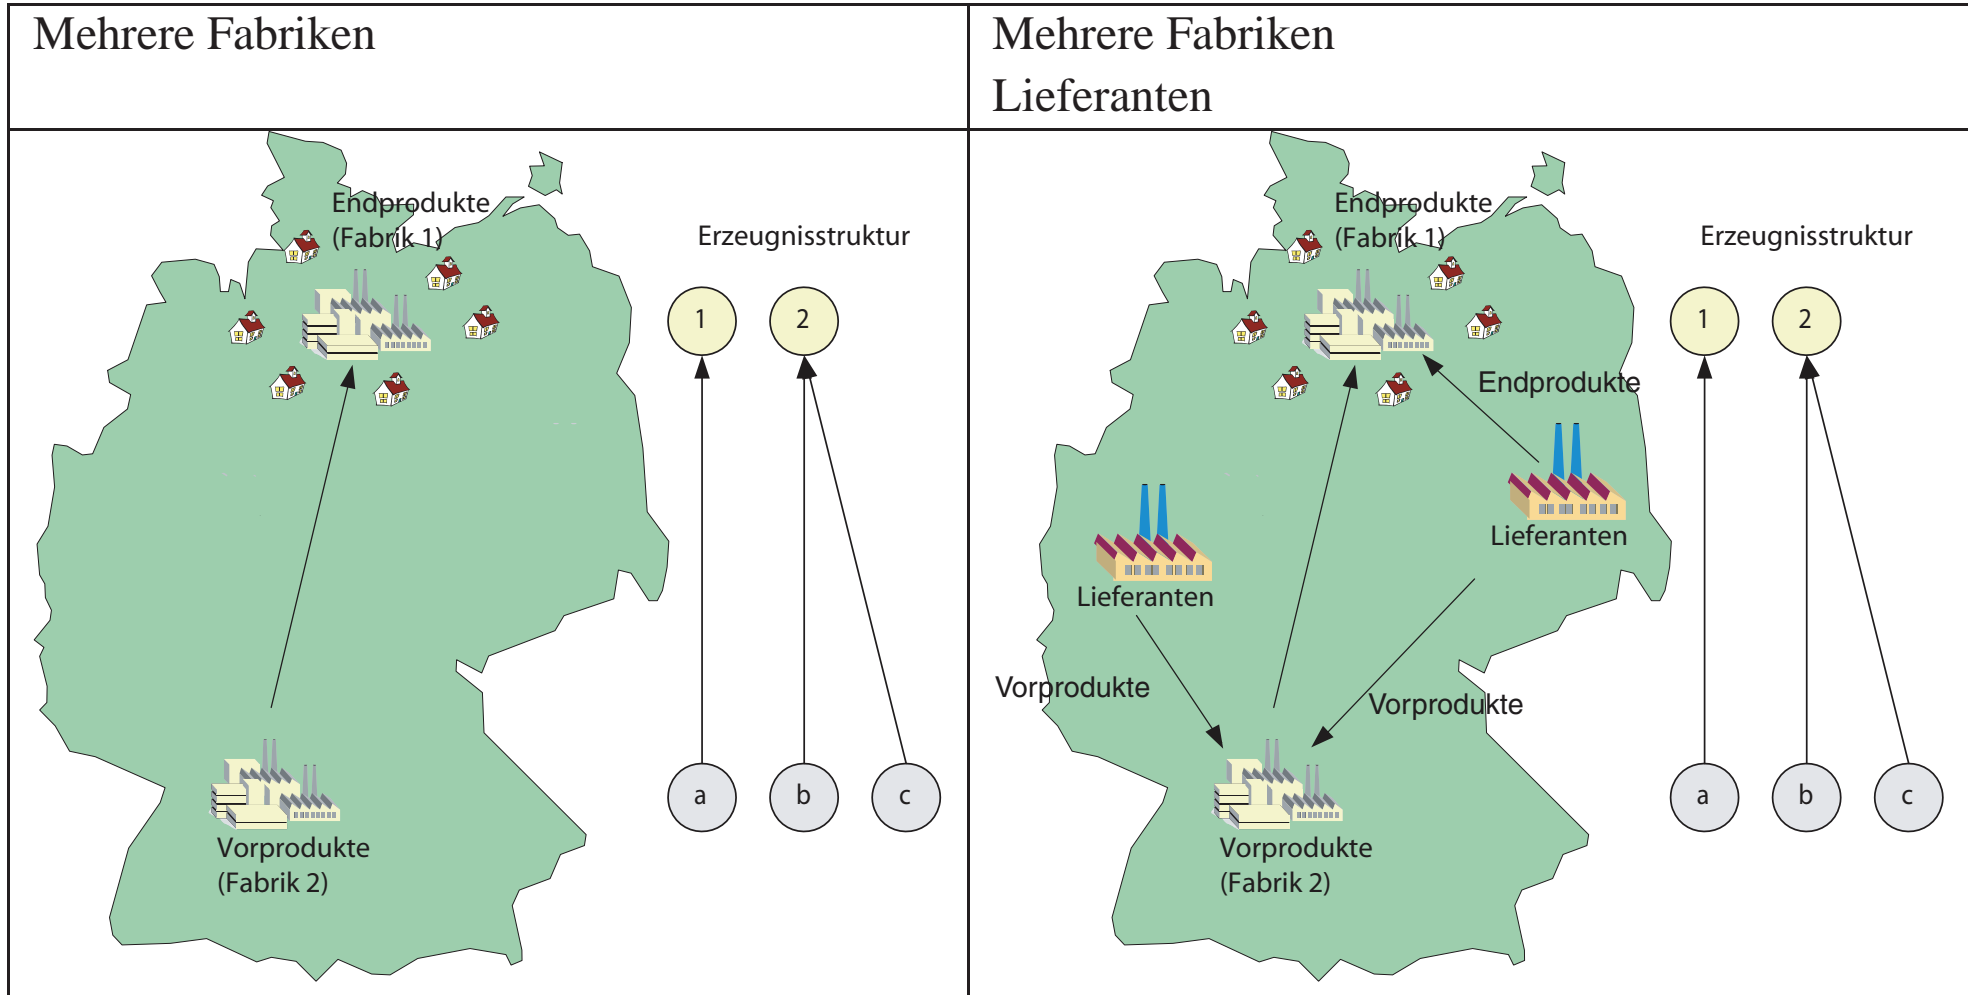 Mehrere Fabriken
Endprodukte
(Fabrik 1)
Erzeugnisstruktur
1
2
a
b
c
Vorprodukte
(Fabrik 2)
Mehrere Fabriken
Lieferanten
Endprodukte
(Fabrik 1)
Erzeugnisstruktur
1
2
Endprodukte
Lieferanten
Lieferanten
Vorprodukte
Vorprodukte
a
b
c
Vorprodukte
(Fabrik 2)